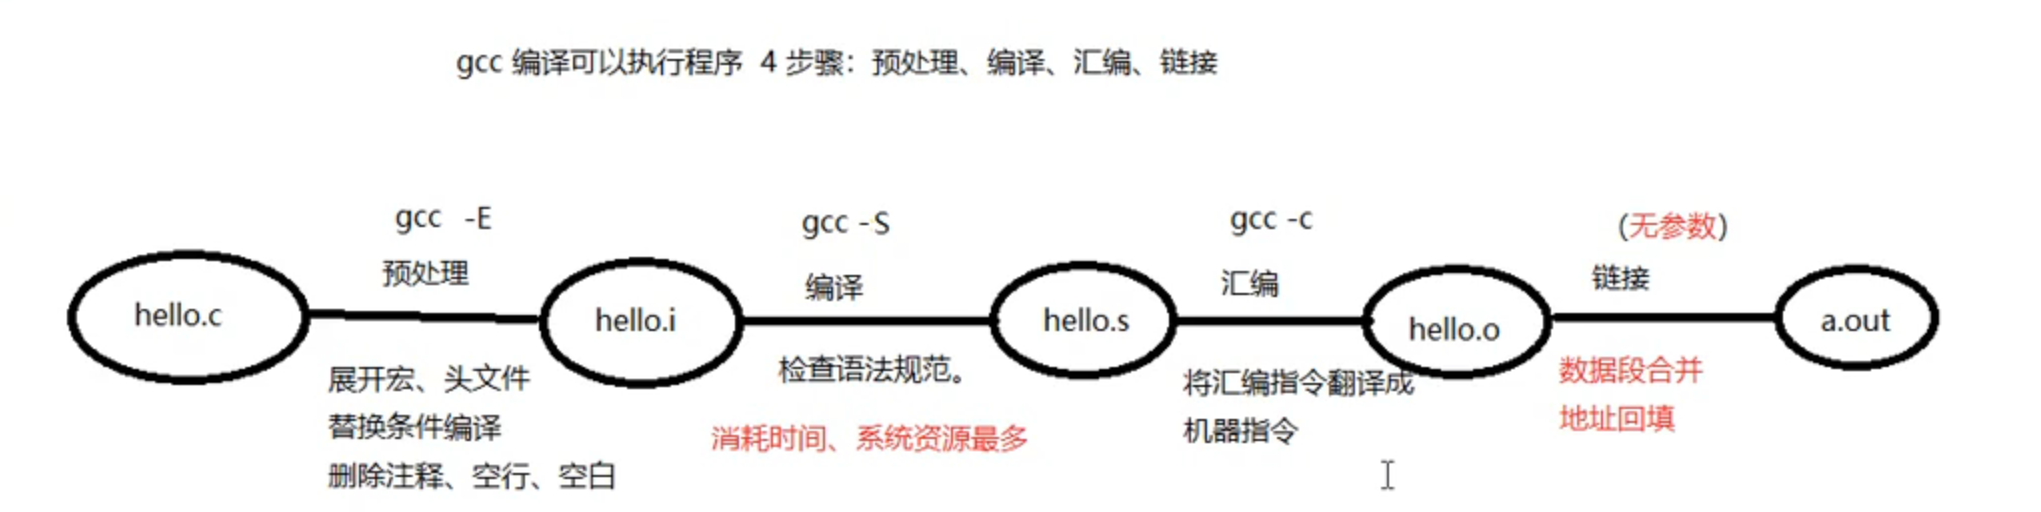 gcc 编译可以执行程序 4 步骤：预处理、编译、汇编、链接
gcc -E
gcc -S
gcc -c
(无参数)
预处理
编译
汇编
链接
hello.c
hello.i
hello.s
hello.o
a.out
展开宏、头文件
替换条件编译
删除注释、空行、空白
检查语法规范。
消耗时间、系统资源最多
将汇编指令翻译成
机器指令
数据段合并
地址回填